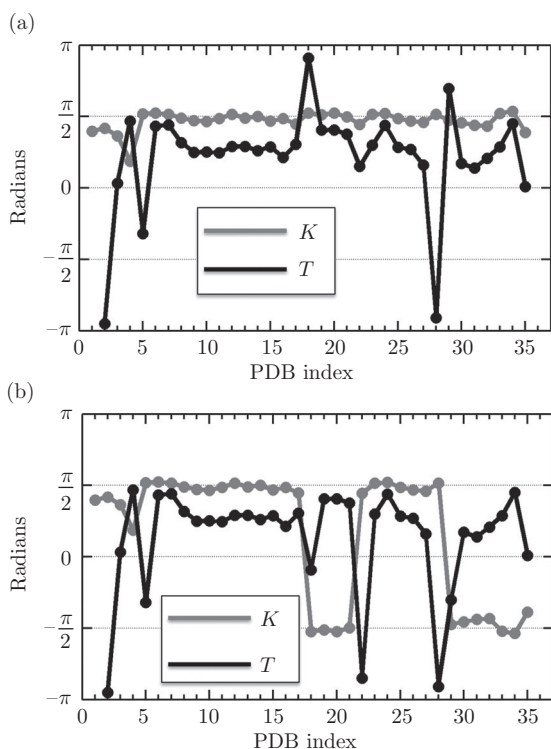 (a)
π
π/2
0
−π/2
−π
Radians
K
T
0 5 10 15 20 25 30 35
PDB index
(b)
π
π/2
0
−π/2
−π
Radians
K
T
0 5 10 15 20 25 30 35
PDB index